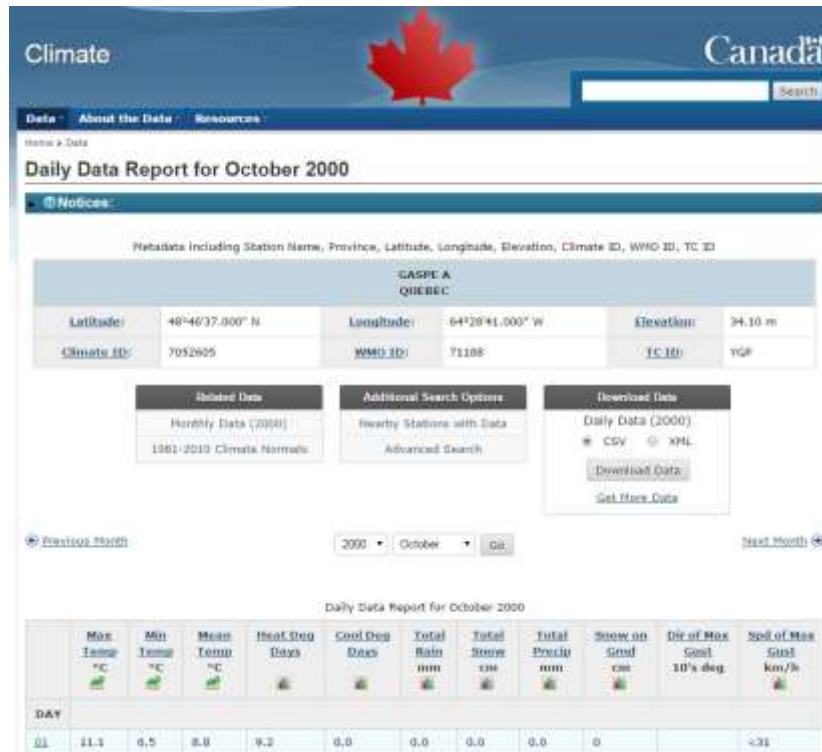 Climate
Canada
Search
Data About the Data Resources
Home > Data
Daily Data Report for October 2000
Notices:
Metadata including Station Name, Province, Latitude, Longitude, Elevation, Climate ID, WMO ID, TC ID
GASPE A
QUEBEC
Latitude: 48°46'37.000" N Longitude: 64°28'41.000" W Elevation: 34.10 m
Climate ID: 7052605 WMO ID: 71188 TC ID: YGP
Related Data Additional Search Options Download Data
Monthly Data (2000) Nearby Stations with Data Daily Data (2000)
1981-2010 Climate Normals Advanced Search CSV XML
Download Data
Get More Data
Previous Month 2000 October Go Next Month
Daily Data Report for October 2000
Max Min Mean Heat Deg Cool Deg Total Total Total Snow on Dir of Max Spd of Max
Temp Temp Temp Days Days Rain Snow Precip Grnd Gust Gust
°C °C °C mm cm mm cm 10's deg km/h
DAY
01 11.1 6.5 8.8 9.2 0.0 0.0 0.0 0.0 0 <31